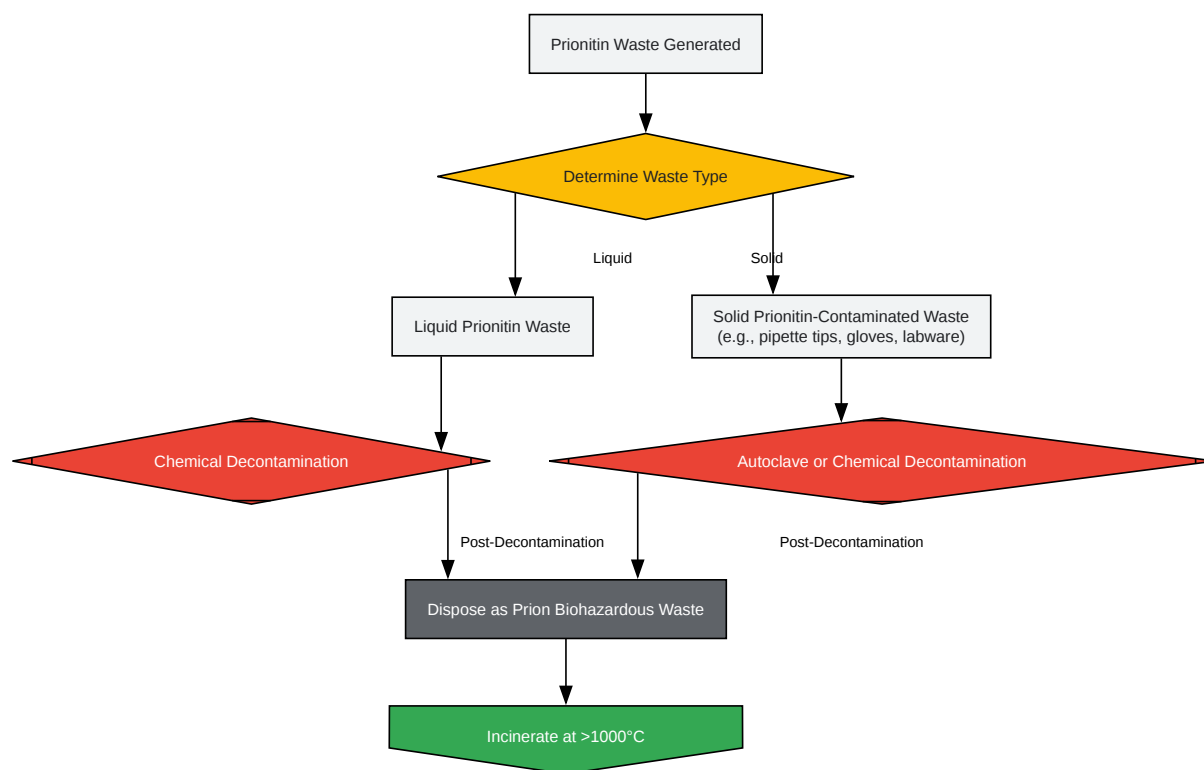 Prionitin Waste Generated
Determine Waste Type
Liquid
Solid
Liquid Prionitin Waste
Solid Prionitin-Contaminated Waste
(e.g., pipette tips, gloves, labware)
Chemical Decontamination
Autoclave or Chemical Decontamination
Post-Decontamination
Post-Decontamination
Dispose as Prion Biohazardous Waste
Incinerate at >1000°C